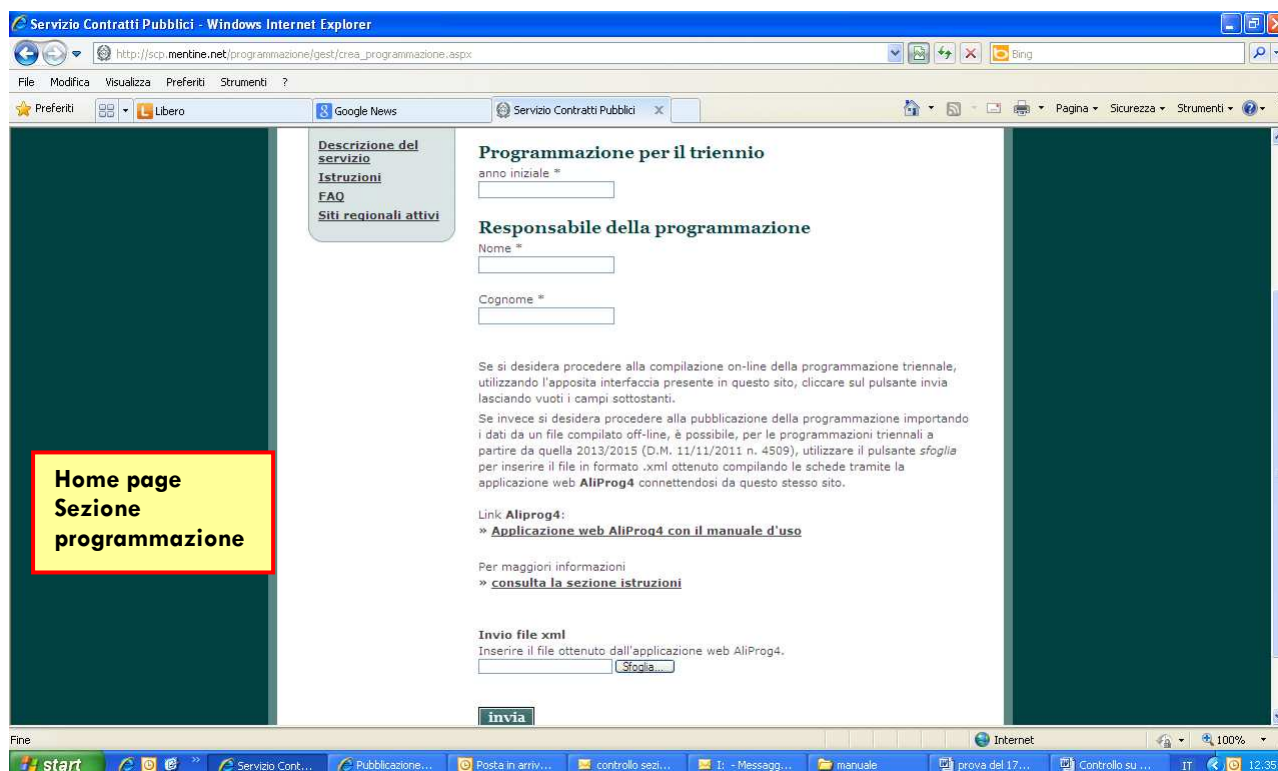 Servizio Contratti Pubblici - Windows Internet Explorer
http://scp.mentine.net/programmazione/gest/crea_programmazione.aspx
Bing
File Modifica Visualizza Preferiti Strumenti ?
Preferiti
Libero
Google News
Servizio Contratti Pubblici
Pagina
Sicurezza
Strumenti
Descrizione del
servizio
Istruzioni
FAQ
Siti regionali attivi
Programmazione per il triennio
anno iniziale *
Responsabile della programmazione
Nome *
Cognome *
Se si desidera procedere alla compilazione on-line della programmazione triennale,
utilizzando l'apposita interfaccia presente in questo sito, cliccare sul pulsante invia
lasciando vuoti i campi sottostanti.
Se invece si desidera procedere alla pubblicazione della programmazione importando
i dati da un file compilato off-line, è possibile, per le programmazioni triennali a
partire da quella 2013/2015 (D.M. 11/11/2011 n. 4509), utilizzare il pulsante sfoglia
per inserire il file in formato .xml ottenuto compilando le schede tramite la
applicazione web AliProg4 connettendosi da questo stesso sito.
Home page
Sezione
programmazione
Link Aliprog4:
» Applicazione web AliProg4 con il manuale d'uso
Per maggiori informazioni
» consulta la sezione istruzioni
Invio file xml
Inserire il file ottenuto dall'applicazione web AliProg4.
Sfoglia...
invia
Fine
Internet
100%
start
Servizio Cont...
Pubblicazione...
Posta in arriv...
controllo sezi...
I: - Messagg...
manuale
prova del 17...
Controllo su ...
IT
12.35